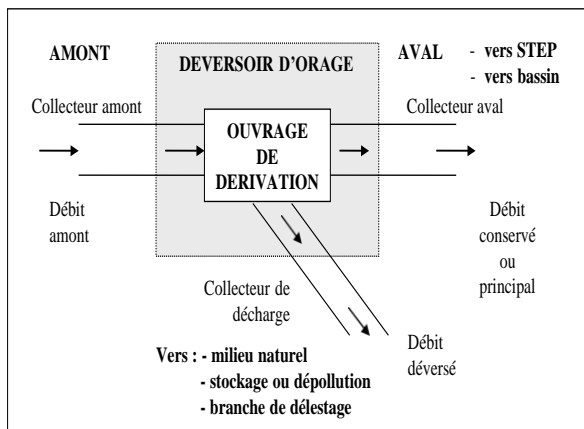 AMONT
DEVERSOIR D'ORAGE
AVAL - vers STEP
- vers bassin
Collecteur amont
Collecteur aval
OUVRAGE
DE
DERIVATION
Débit
amont
Débit
conservé
ou
principal
Collecteur de
décharge
Débit
déversé
Vers : - milieu naturel
- stockage ou dépollution
- branche de délestage